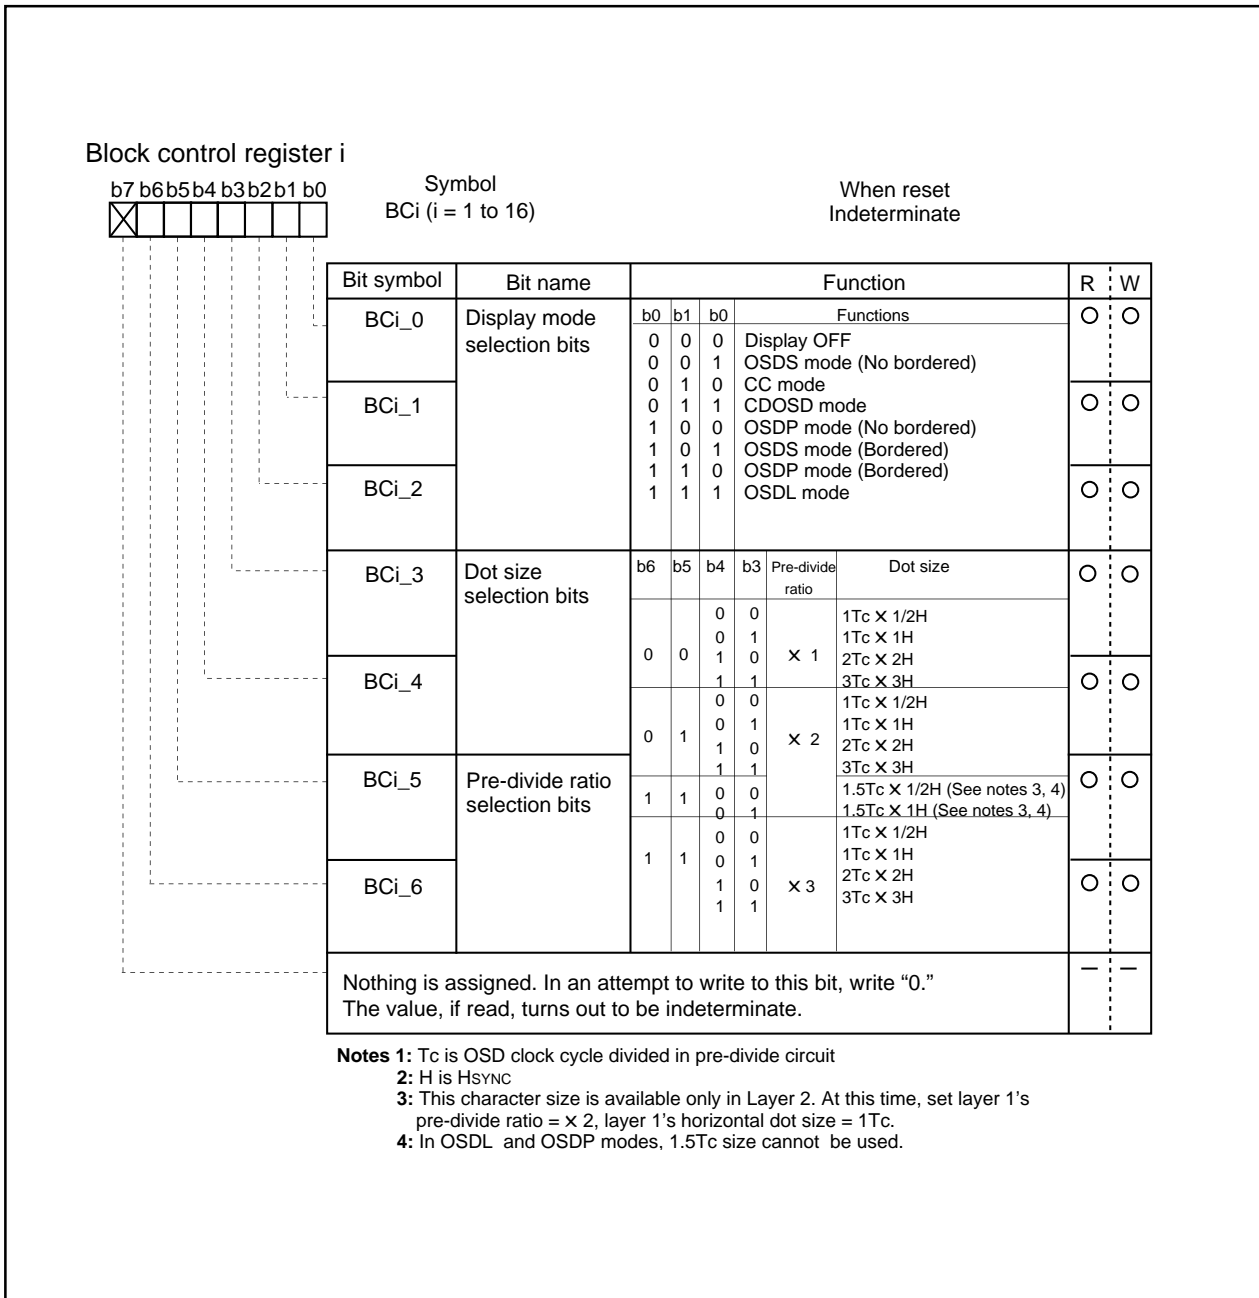 Block control register i
b7 b6 b5 b4 b3 b2 b1 b0
Symbol
BCi (i = 1 to 16)
When reset
Indeterminate
Bit symbol Bit name Function R W
BCi_0 Display mode selection bits
b0 b1 b0 Functions
0 0 0 Display OFF
0 0 1 OSDS mode (No bordered)
0 1 0 CC mode
0 1 1 CDOSD mode
1 0 0 OSDP mode (No bordered)
1 0 1 OSDS mode (Bordered)
1 1 0 OSDP mode (Bordered)
1 1 1 OSDL mode
BCi_1
BCi_2
BCi_3 Dot size selection bits
b6 b5 b4 b3 Pre-divide ratio Dot size
0 0 1Tc × 1/2H
0 1 1Tc × 1H
0 0 1 0 × 1 2Tc × 2H
1 1 3Tc × 3H
BCi_4
0 0 1Tc × 1/2H
0 1 1Tc × 1H
0 1 1 0 × 2 2Tc × 2H
1 1 3Tc × 3H
BCi_5 Pre-divide ratio selection bits
1 1 0 0 1.5Tc × 1/2H (See notes 3, 4)
0 1 1.5Tc × 1H (See notes 3, 4)
0 0 1Tc × 1/2H
1 1 0 1 1Tc × 1H
1 0 × 3 2Tc × 2H
1 1 3Tc × 3H
BCi_6
Nothing is assigned. In an attempt to write to this bit, write “0.” – –
The value, if read, turns out to be indeterminate.
Notes 1: Tc is OSD clock cycle divided in pre-divide circuit
2: H is HSYNC
3: This character size is available only in Layer 2. At this time, set layer 1’s
pre-divide ratio = × 2, layer 1’s horizontal dot size = 1Tc.
4: In OSDL and OSDP modes, 1.5Tc size cannot be used.